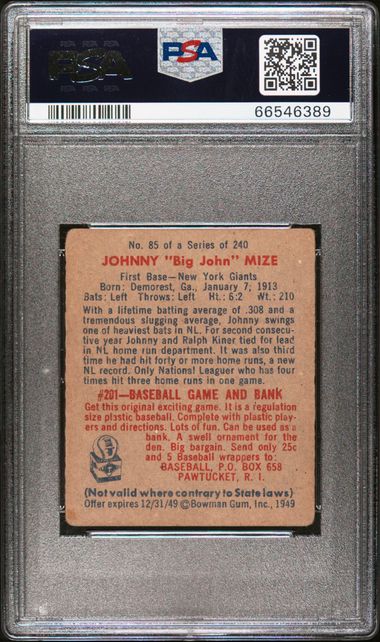 PSA
PSA
66546389
No. 85 of a Series of 240
JOHNNY "Big John" MIZE
First Base—New York Giants
Born: Demorest, Ga., January 7, 1913
Bats: Left Throws: Left Ht.: 6:2 Wt.: 210
With a lifetime batting average of .308 and a
tremendous slugging average, Johnny swings
one of heaviest bats in NL. For second consecu-
tive year Johnny and Ralph Kiner tied for lead
in NL home run department. It was also third
time he had hit forty or more home runs, a new
NL record. Only National Leaguer who has four
times hit three home runs in one game.
#201—BASEBALL GAME AND BANK
Get this original exciting game. It is a regulation
size plastic baseball. Complete with plastic play-
ers and directions. Lots of fun. Can be used as a
bank. A swell ornament for
the den. Big bargain. Send only 25c
and 5 Baseball wrappers to:
BASEBALL, P.O. BOX 658
PAWTUCKET, R. I.
(Not valid where contrary to State laws)
Offer expires 12/31/49 ©Bowman Gum, Inc., 1949